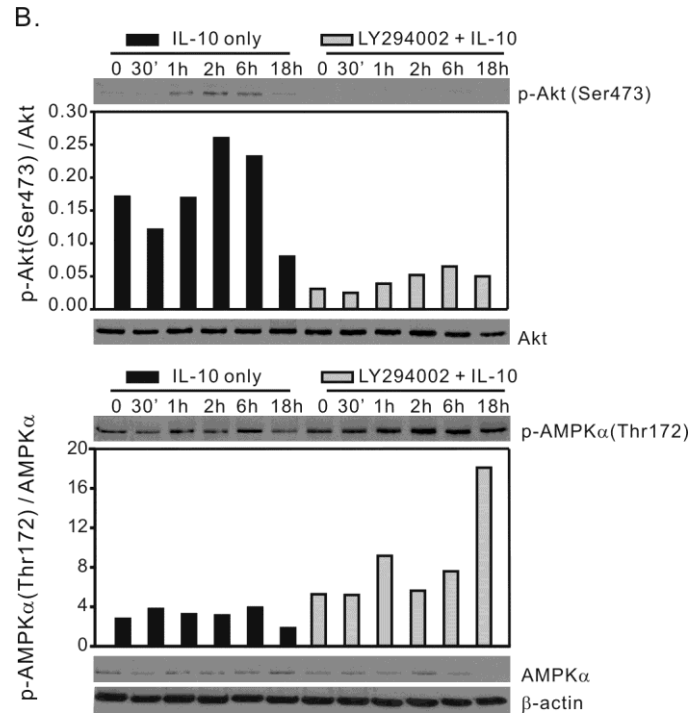 B.
IL-10 only LY294002 + IL-10
0 30' 1h 2h 6h 18h 0 30' 1h 2h 6h 18h
p-Akt (Ser473)
p-Akt(Ser473) / Akt
0.30
0.25
0.20
0.15
0.10
0.05
0.00
Akt
IL-10 only LY294002 + IL-10
0 30' 1h 2h 6h 18h 0 30' 1h 2h 6h 18h
p-AMPKα(Thr172)
p-AMPKα(Thr172) / AMPKα
20
16
12
8
4
0
AMPKα
β-actin